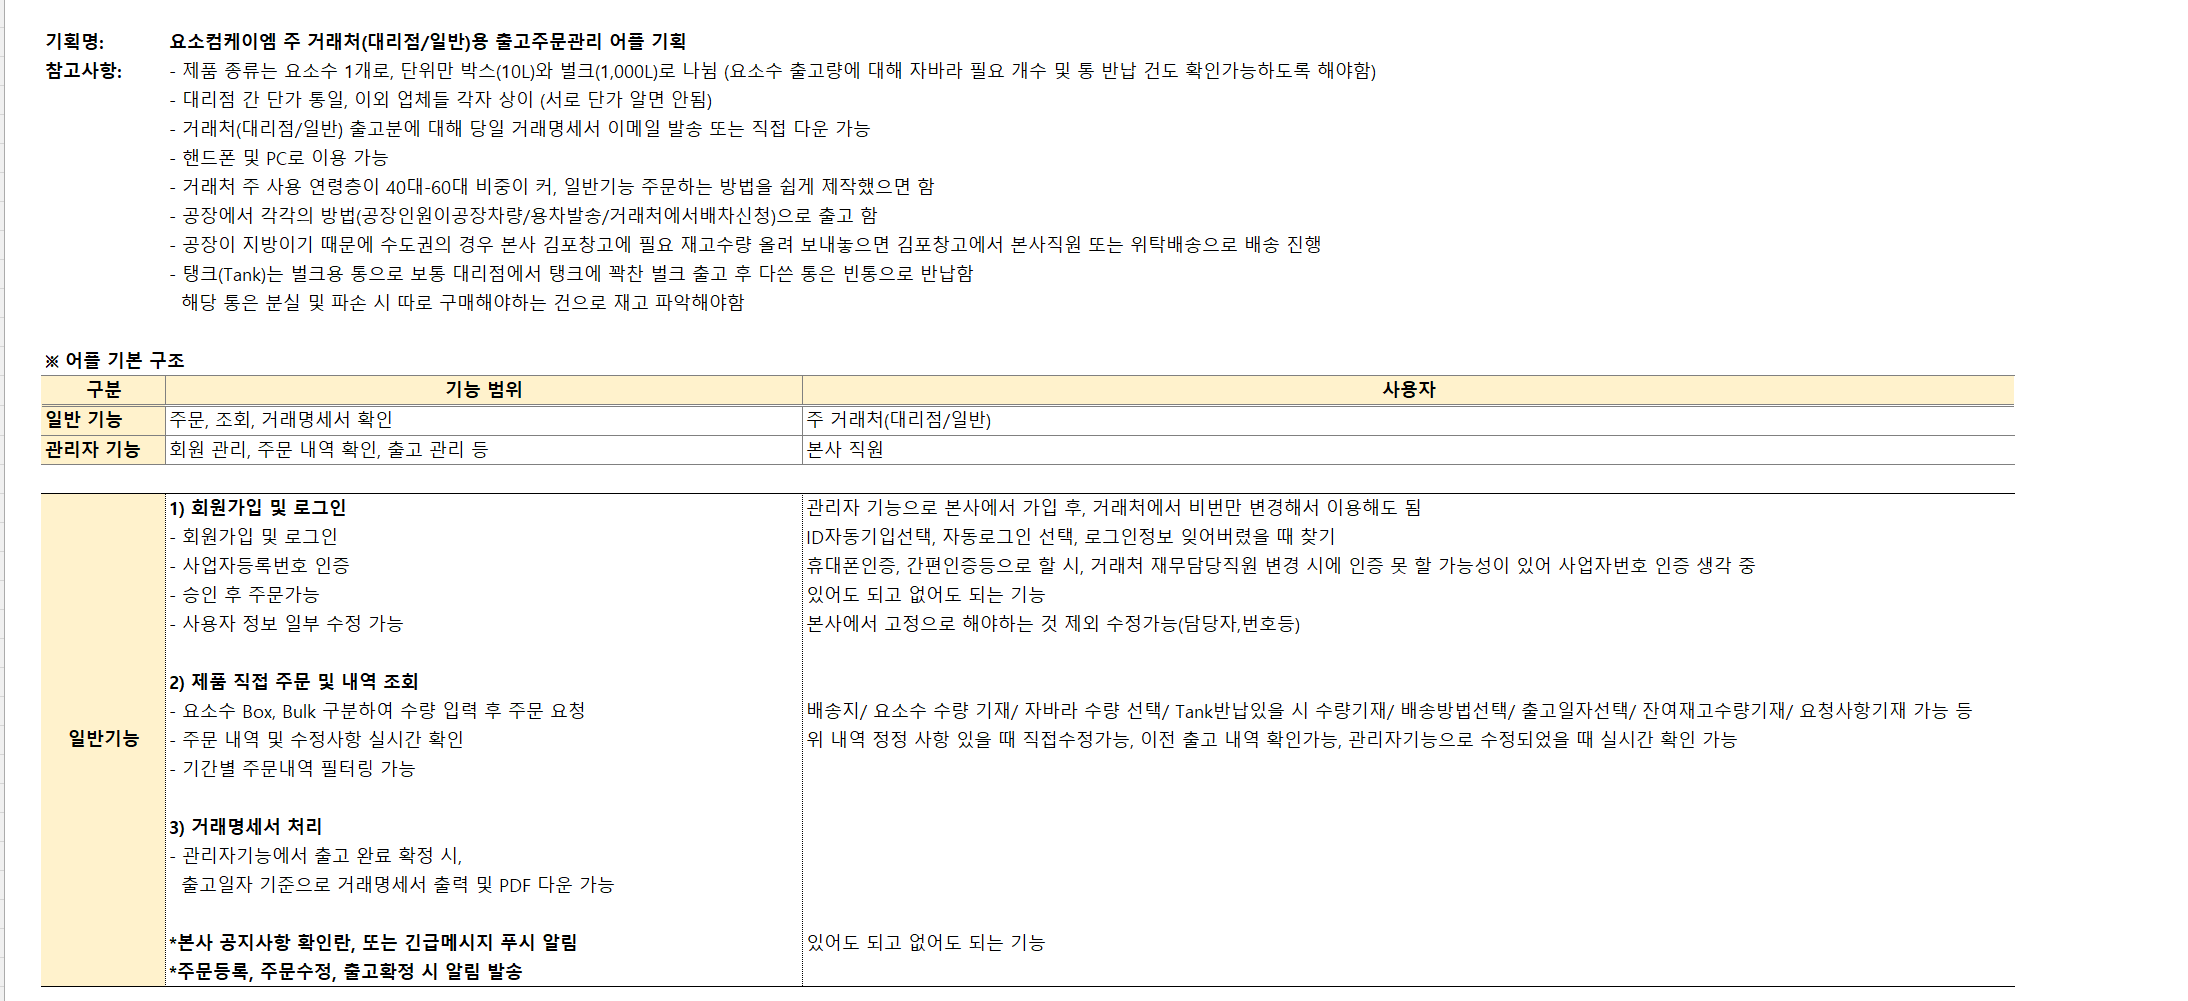 기획명: 요소컴케이엠 주 거래처(대리점/일반)용 출고주문관리 어플 기획
참고사항: - 제품 종류는 요소수 1개로, 단위만 박스(10L)와 벌크(1,000L)로 나뉨 (요소수 출고량에 대해 자바라 필요 개수 및 통 반납 건도 확인가능하도록 해야함)
- 대리점 간 단가 통일, 이외 업체들 각자 상이 (서로 단가 알면 안됨)
- 거래처(대리점/일반) 출고분에 대해 당일 거래명세서 이메일 발송 또는 직접 다운 가능
- 핸드폰 및 PC로 이용 가능
- 거래처 주 사용 연령층이 40대-60대 비중이 커, 일반기능 주문하는 방법을 쉽게 제작했으면 함
- 공장에서 각각의 방법(공장인원이공장차량/용차발송/거래처에서배차신청)으로 출고 함
- 공장이 지방이기 때문에 수도권의 경우 본사 김포창고에 필요 재고수량 올려 보내놓으면 김포창고에서 본사직원 또는 위탁배송으로 배송 진행
- 탱크(Tank)는 벌크용 통으로 보통 대리점에서 탱크에 꽉찬 벌크 출고 후 다쓴 통은 빈통으로 반납함
해당 통은 분실 및 파손 시 따로 구매해야하는 건으로 재고 파악해야함
※ 어플 기본 구조
구분 기능 범위 사용자
일반 기능 주문, 조회, 거래명세서 확인 주 거래처(대리점/일반)
관리자 기능 회원 관리, 주문 내역 확인, 출고 관리 등 본사 직원
1) 회원가입 및 로그인 관리자 기능으로 본사에서 가입 후, 거래처에서 비번만 변경해서 이용해도 됨
- 회원가입 및 로그인 ID자동기입선택, 자동로그인 선택, 로그인정보 잊어버렸을 때 찾기
- 사업자등록번호 인증 휴대폰인증, 간편인증등으로 할 시, 거래처 재무담당직원 변경 시에 인증 못 할 가능성이 있어 사업자번호 인증 생각 중
- 승인 후 주문가능 있어도 되고 없어도 되는 기능
- 사용자 정보 일부 수정 가능 본사에서 고정으로 해야하는 것 제외 수정가능(담당자,번호등)
2) 제품 직접 주문 및 내역 조회
- 요소수 Box, Bulk 구분하여 수량 입력 후 주문 요청 배송지/ 요소수 수량 기재/ 자바라 수량 선택/ Tank반납있을 시 수량기재/ 배송방법선택/ 출고일자선택/ 잔여재고수량기재/ 요청사항기재 가능 등
일반기능 - 주문 내역 및 수정사항 실시간 확인 위 내역 정정 사항 있을 때 직접수정가능, 이전 출고 내역 확인가능, 관리자기능으로 수정되었을 때 실시간 확인 가능
- 기간별 주문내역 필터링 가능
3) 거래명세서 처리
- 관리자기능에서 출고 완료 확정 시,
출고일자 기준으로 거래명세서 출력 및 PDF 다운 가능
*본사 공지사항 확인란, 또는 긴급메시지 푸시 알림 있어도 되고 없어도 되는 기능
*주문등록, 주문수정, 출고확정 시 알림 발송